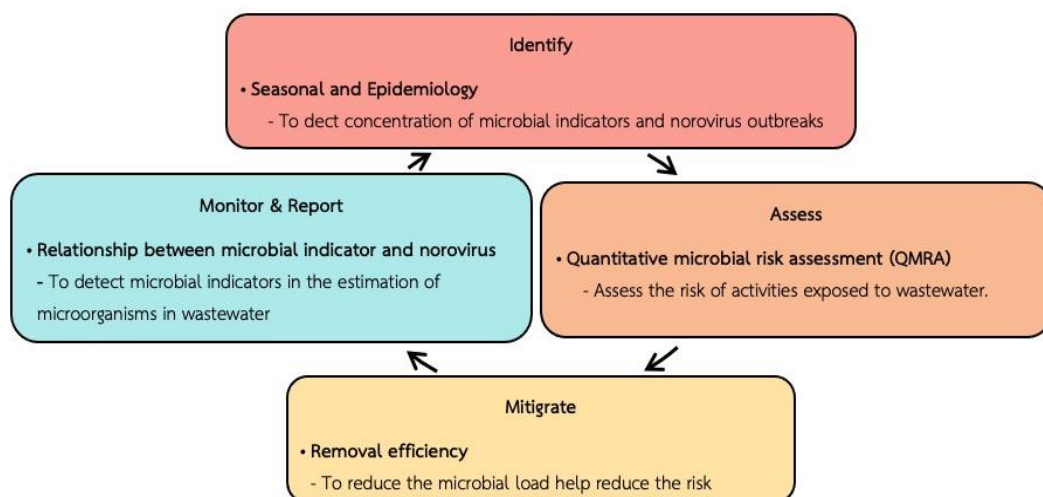 Identify
• Seasonal and Epidemiology
- To dect concentration of microbial indicators and norovirus outbreaks
Assess
• Quantitative microbial risk assessment (QMRA)
- Assess the risk of activities exposed to wastewater.
Mitigrate
• Removal efficiency
- To reduce the microbial load help reduce the risk
Monitor & Report
• Relationship between microbial indicator and norovirus
- To detect microbial indicators in the estimation of
microorganisms in wastewater